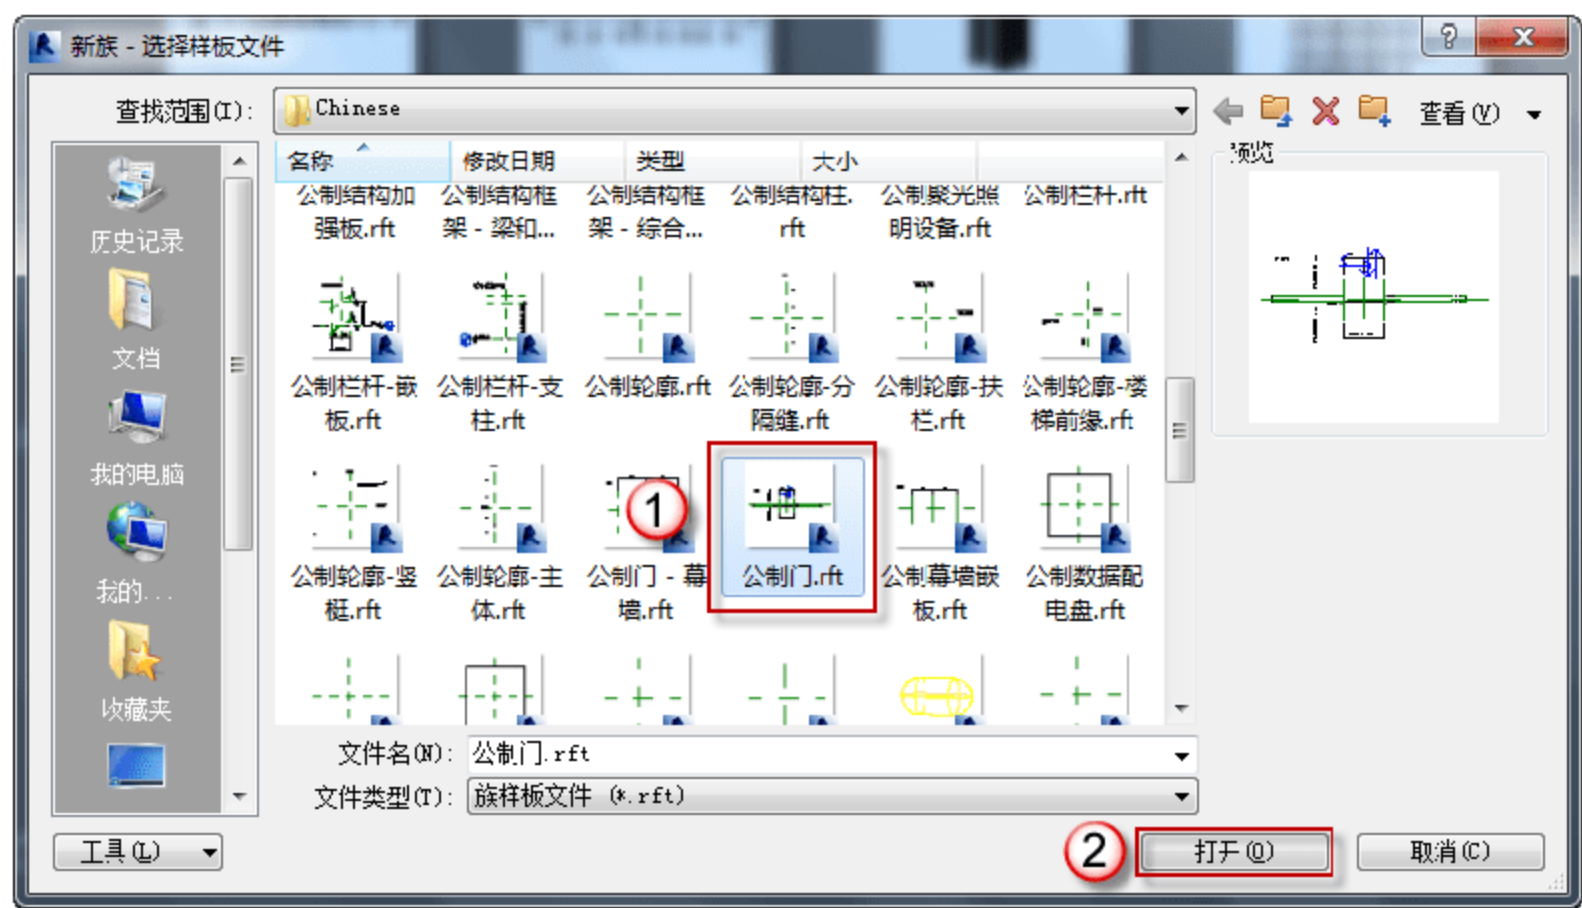 新族 - 选择样板文件
查找范围(I):
Chinese
查看(V)
名称
修改日期
类型
大小
预览
历史记录
文档
我的电脑
我的...
收藏夹
公制结构加
强板.rft
公制结构框
架 - 梁和...
公制结构框
架 - 综合...
公制结构柱.
rft
公制聚光照
明设备.rft
公制栏杆.rft
公制栏杆-嵌
板.rft
公制栏杆-支
柱.rft
公制轮廓.rft
公制轮廓-分
隔缝.rft
公制轮廓-扶
栏.rft
公制轮廓-楼
梯前缘.rft
公制轮廓-竖
梃.rft
公制轮廓-主
体.rft
公制门 - 幕
墙.rft
1
公制门.rft
公制幕墙嵌
板.rft
公制数据配
电盘.rft
文件名(N):
公制门.rft
文件类型(T):
族样板文件 (*.rft)
工具(L)
2
打开(O)
取消(C)